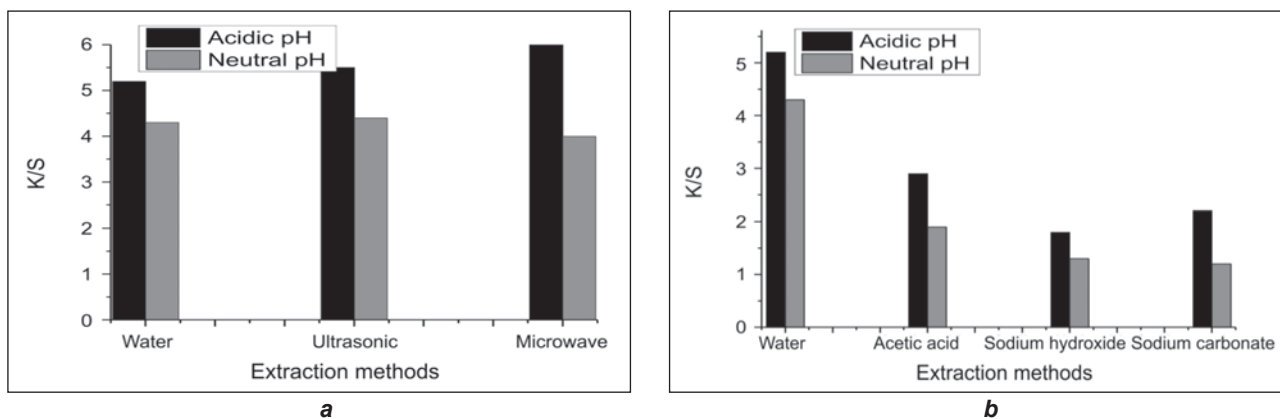 Acidic pH
Neutral pH
6
5
4
3
2
1
0
K/S
Water Ultrasonic Microwave
Extraction methods
a
Acidic pH
Neutral pH
5
4
3
2
1
0
K/S
Water Acetic acid Sodium hydroxide Sodium carbonate
Extraction methods
b